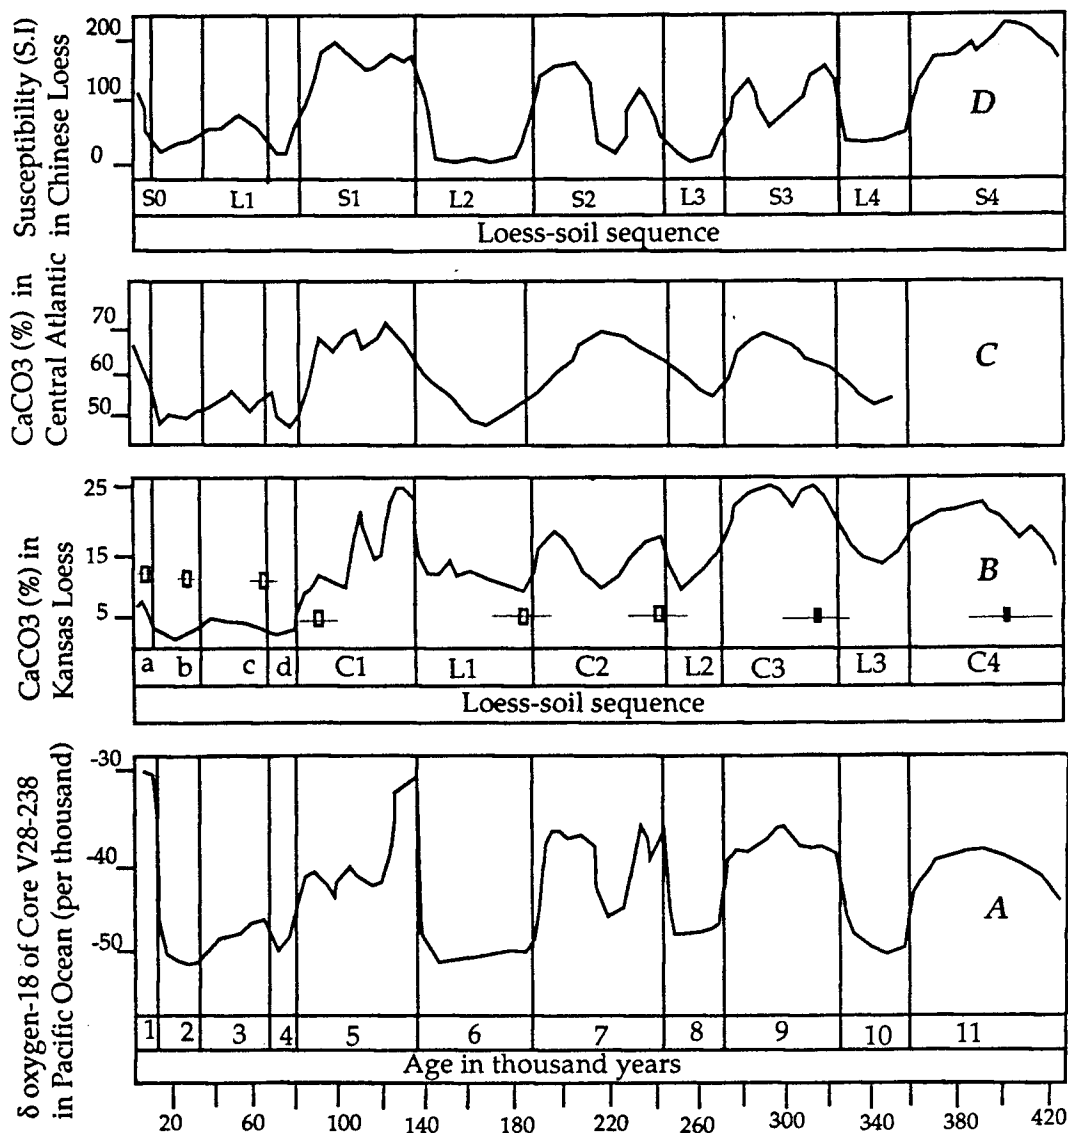 Susceptibility (S.I)
in Chinese Loess
200
100
0
D
S0 L1 S1 L2 S2 L3 S3 L4 S4
Loess-soil sequence
CaCO3 (%) in
Central Atlantic
70
60
50
C
CaCO3 (%) in
Kansas Loess
25
15
5
B
a b c d C1 L1 C2 L2 C3 L3 C4
Loess-soil sequence
δ oxygen-18 of Core V28-238
in Pacific Ocean (per thousand)
-30
-40
-50
A
1 2 3 4 5 6 7 8 9 10 11
Age in thousand years
20 60 100 140 180 220 260 300 340 380 420